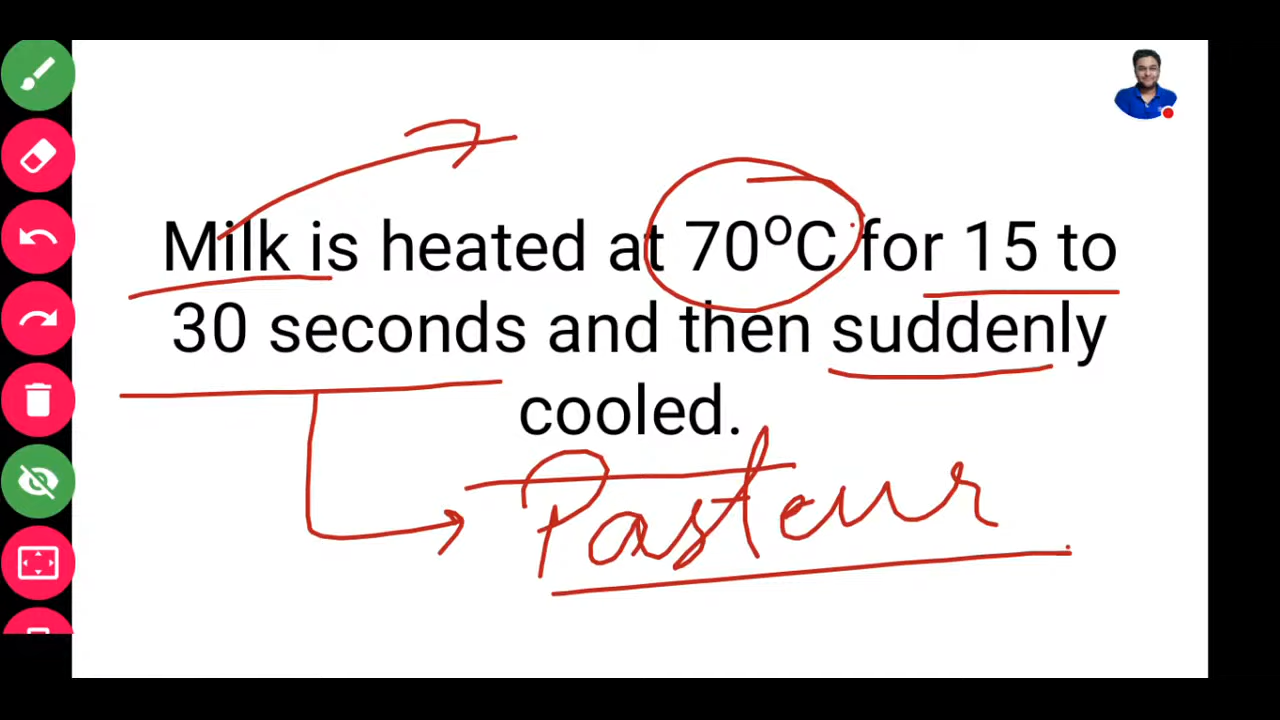 Milk is heated at 70°C for 15 to
30 seconds and then suddenly
cooled.
Pasteur